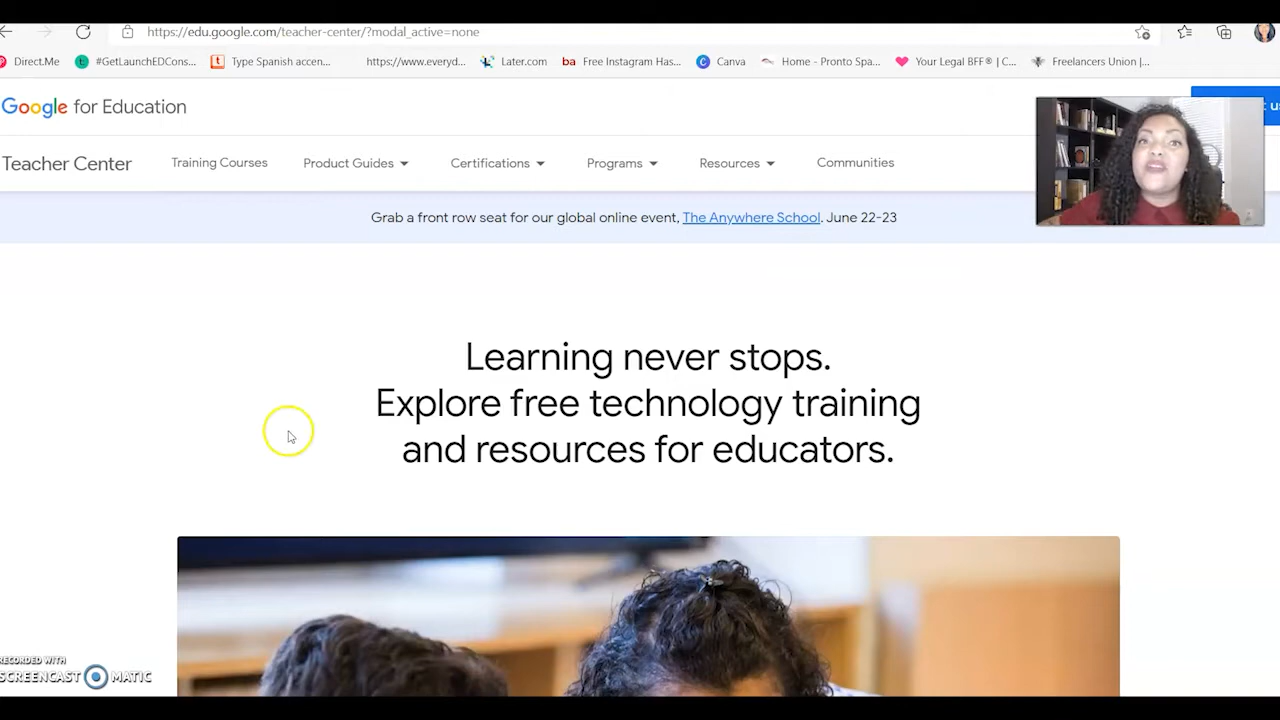 https://edu.google.com/teacher-center/?modal_active=none
Direct.Me #GetLaunchEDCons... Type Spanish accen... https://www.everyd... Later.com ba Free Instagram Has... Canva Home - Pronto Spa... Your Legal BFF® | C... Freelancers Union |...
Google for Education
Teacher Center Training Courses Product Guides Certifications Programs Resources Communities
Grab a front row seat for our global online event, The Anywhere School. June 22-23
Learning never stops.
Explore free technology training
and resources for educators.
RECORDED WITH
SCREENCAST MATIC